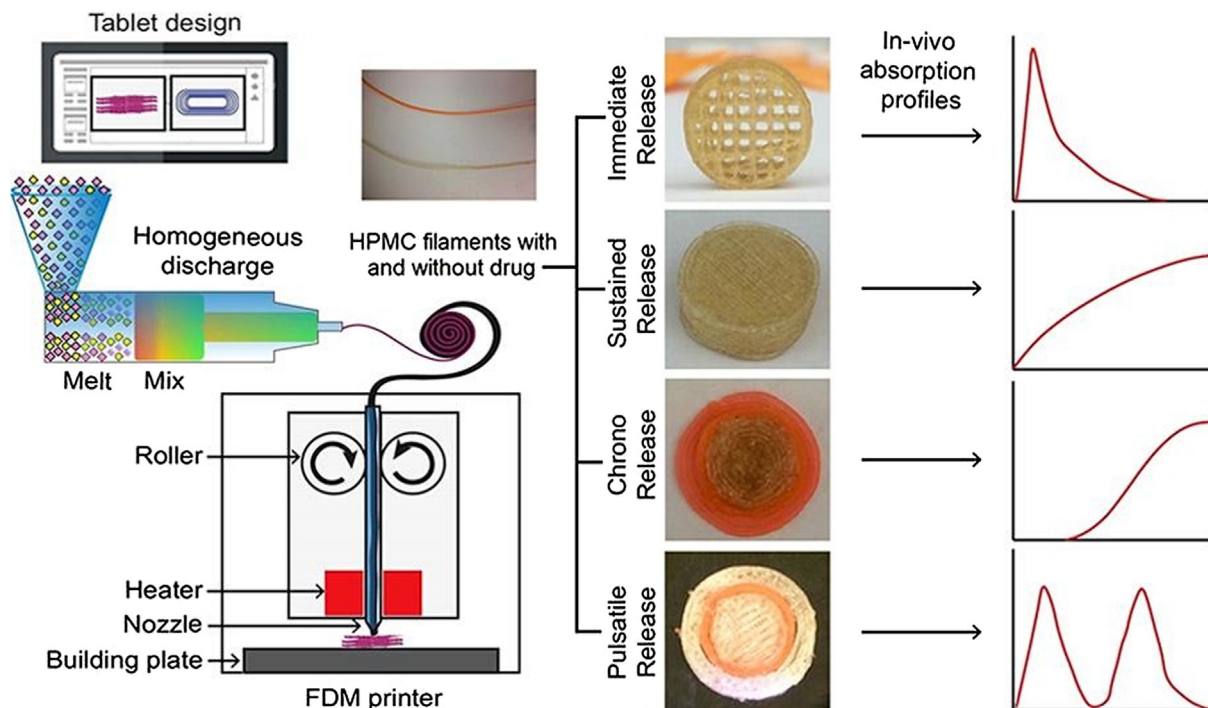 Tablet design
Homogeneous
discharge
Melt
Mix
HPMC filaments with
and without drug
Roller
Heater
Nozzle
Building plate
FDM printer
Immediate
Release
Sustained
Release
Chrono
Release
Pulsatile
Release
In-vivo
absorption
profiles